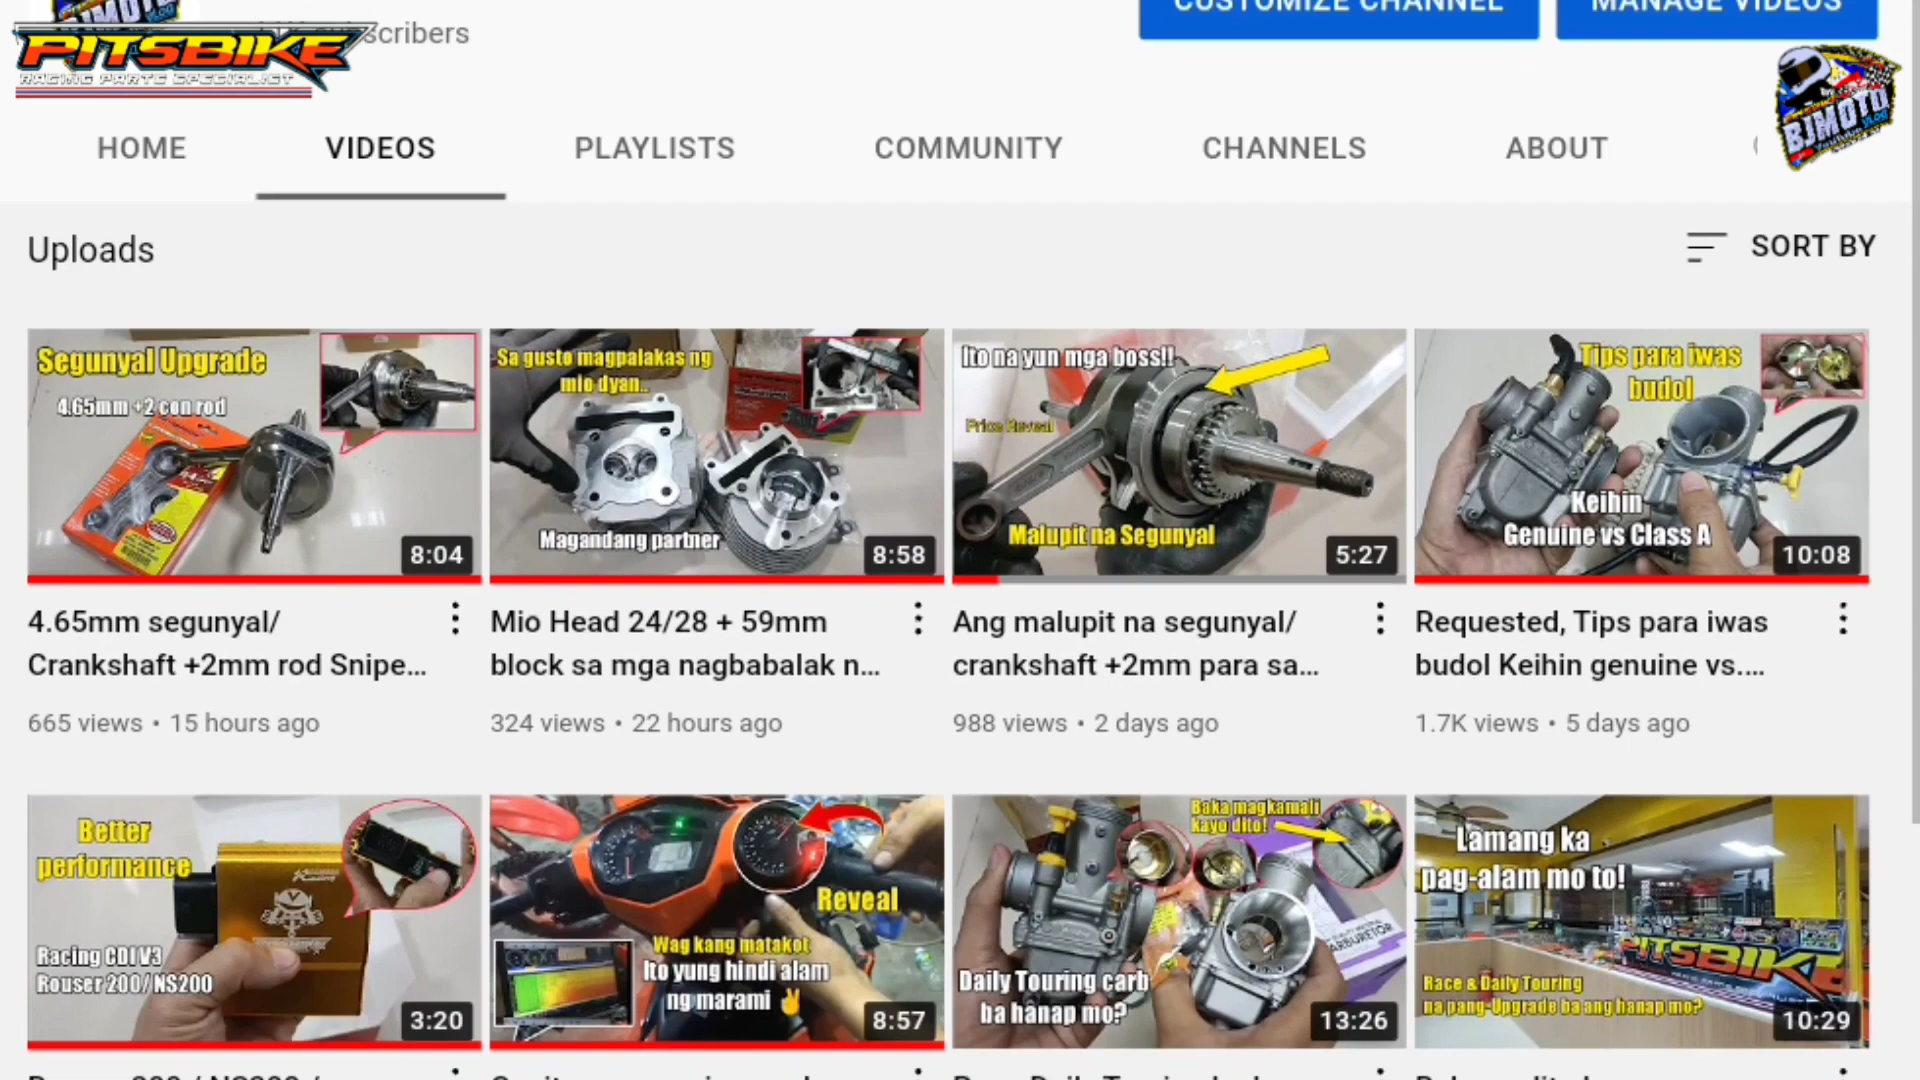 CUSTOMIZE CHANNEL
MANAGE VIDEOS
scribers
PITSBIKE
RACING PARTS SPECIALIST
BJMOTO
HOME
VIDEOS
PLAYLISTS
COMMUNITY
CHANNELS
ABOUT
Uploads
SORT BY
Segunyal Upgrade
4.65mm +2 con rod
8:04
Sa gusto magpalakas ng
mio dyan..
Magandang partner
8:58
Ito na yun mga boss!!
Price Reveal
Malupit na Segunyal
5:27
Tips para iwas
budol
Keihin
Genuine vs Class A
10:08
4.65mm segunyal/
Crankshaft +2mm rod Snipe...
665 views • 15 hours ago
Mio Head 24/28 + 59mm
block sa mga nagbabalak n...
324 views • 22 hours ago
Ang malupit na segunyal/
crankshaft +2mm para sa...
988 views • 2 days ago
Requested, Tips para iwas
budol Keihin genuine vs....
1.7K views • 5 days ago
Better
performance
Racing CDI V3
Rouser 200/ NS200
3:20
Reveal
Wag kang matakot
Ito yung hindi alam
ng marami
8:57
Baka magkamali
kayo dito!
CARBURETOR
Daily Touring carb
ba hanap mo?
13:26
Lamang ka
pag-alam mo to!
PITSBIKE
Race & Daily Touring
na pang-Upgrade ba ang hanap mo?
10:29